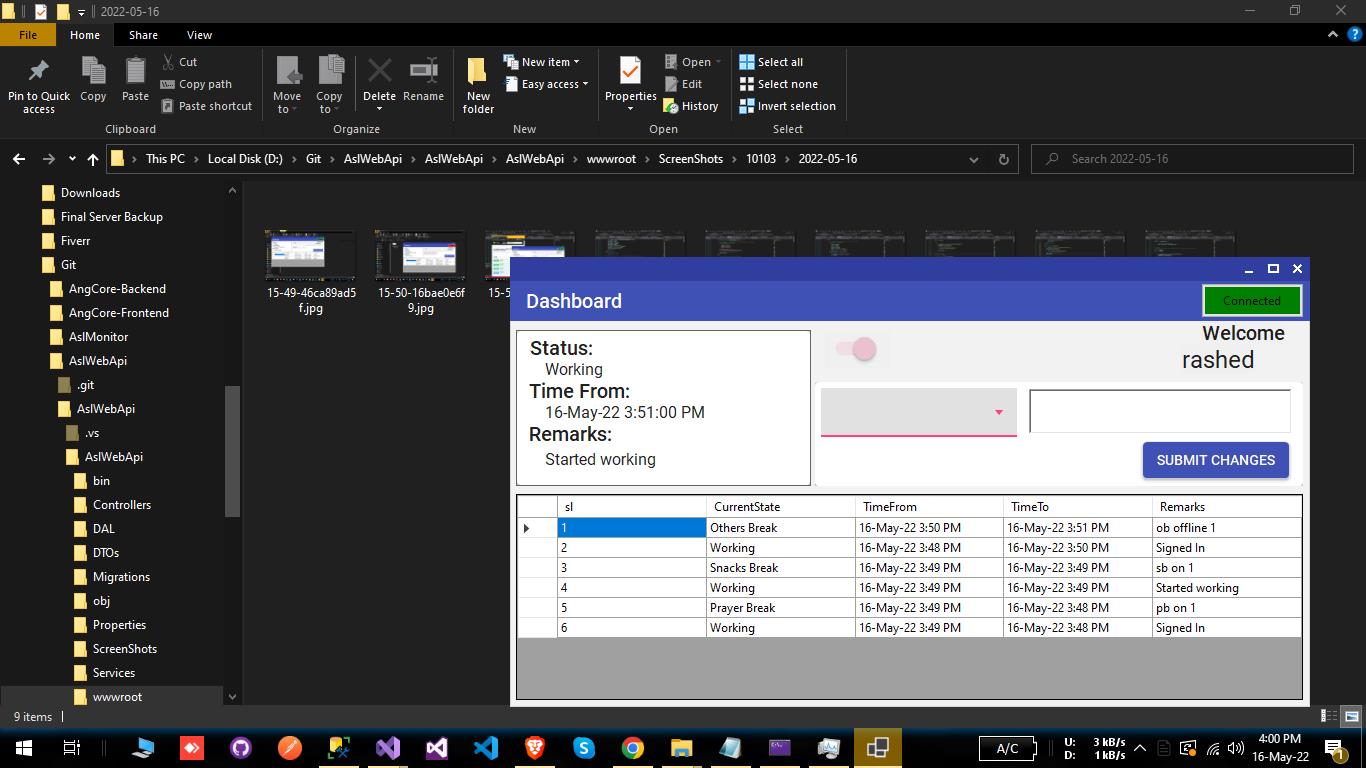 2022-05-16
File Home Share View
Pin to Quick access
Copy
Paste
Cut
Copy path
Paste shortcut
Move to
Copy to
Delete
Rename
New folder
New item
Easy access
Properties
Open
Edit
History
Select all
Select none
Invert selection
Clipboard Organize New Open Select
This PC > Local Disk (D:) > Git > AslWebApi > AslWebApi > AslWebApi > wwwroot > ScreenShots > 10103 > 2022-05-16
Search 2022-05-16
Downloads
Final Server Backup
Fiverr
Git
AngCore-Backend
AngCore-Frontend
AslMonitor
AslWebApi
.git
AslWebApi
.vs
AslWebApi
bin
Controllers
DAL
DTOs
Migrations
obj
Properties
ScreenShots
Services
wwwroot
15-49-46ca89ad5
f.jpg
15-50-16bae0e6f
9.jpg
15-5
Dashboard
Connected
Welcome
rashed
Status:
Working
Time From:
16-May-22 3:51:00 PM
Remarks:
Started working
SUBMIT CHANGES
sl CurrentState TimeFrom TimeTo Remarks
1 Others Break 16-May-22 3:50 PM 16-May-22 3:51 PM ob offline 1
2 Working 16-May-22 3:48 PM 16-May-22 3:50 PM Signed In
3 Snacks Break 16-May-22 3:49 PM 16-May-22 3:49 PM sb on 1
4 Working 16-May-22 3:49 PM 16-May-22 3:49 PM Started working
5 Prayer Break 16-May-22 3:49 PM 16-May-22 3:48 PM pb on 1
6 Working 16-May-22 3:49 PM 16-May-22 3:48 PM Signed In
9 items
A/C
U: 3 kB/s
D: 1 kB/s
4:00 PM
16-May-22
1